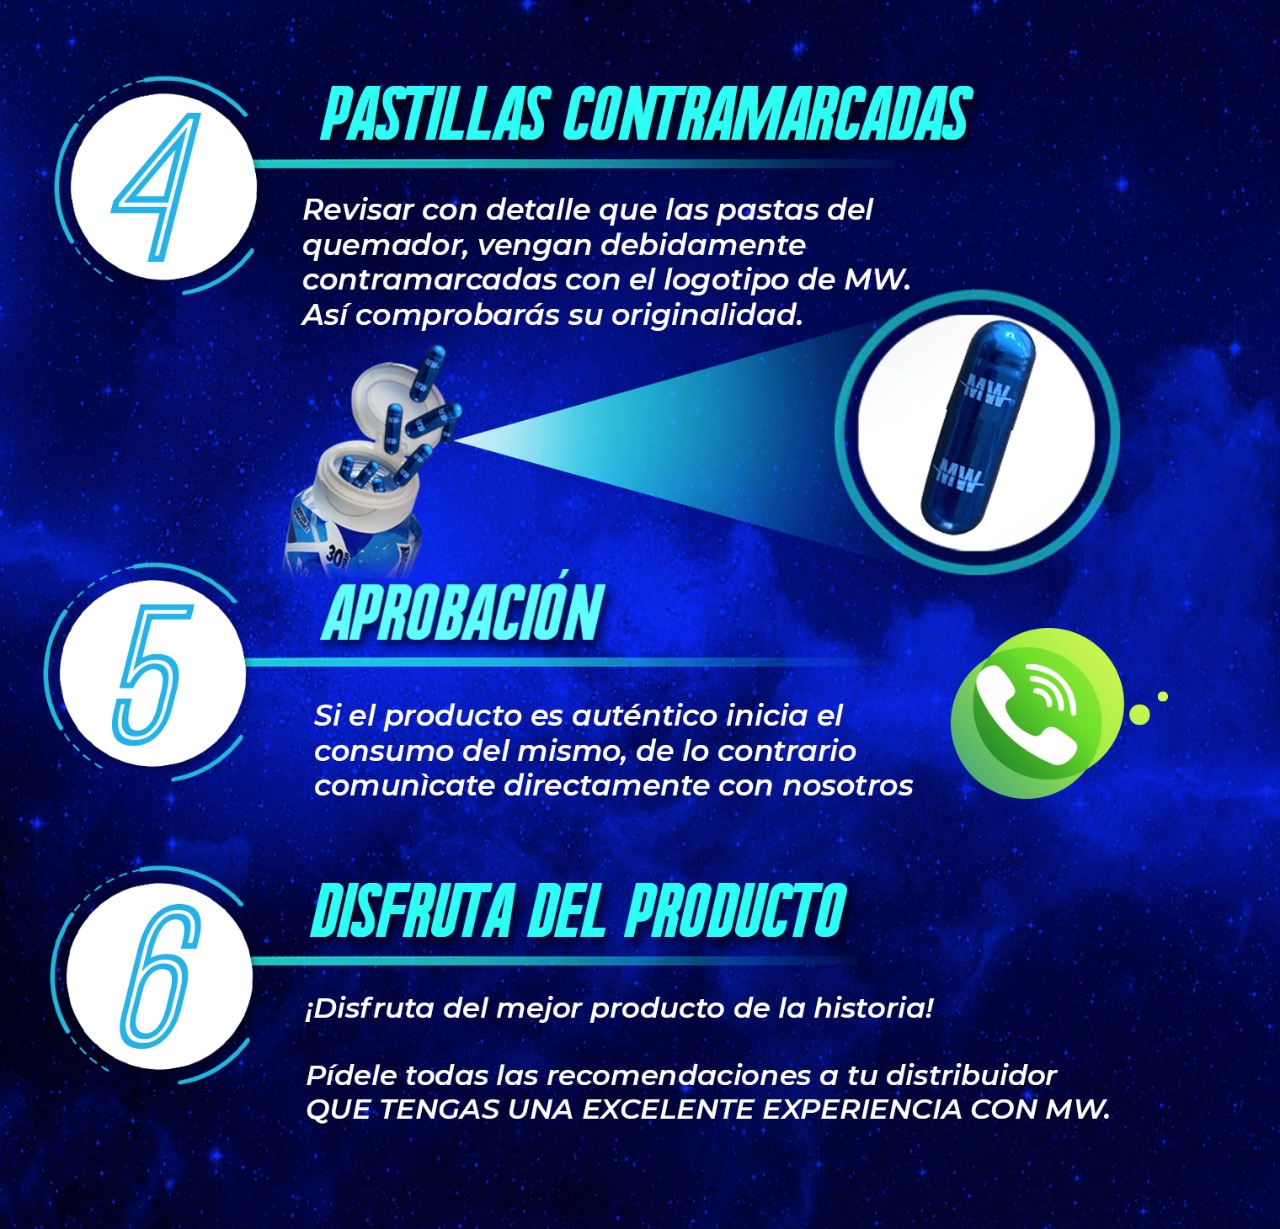 4
PASTILLAS CONTRAMARCADAS
Revisar con detalle que las pastas del
quemador, vengan debidamente
contramarcadas con el logotipo de MW.
Así comprobarás su originalidad.
MW
MW
30
5
APROBACIÓN
Si el producto es auténtico inicia el
consumo del mismo, de lo contrario
comunìcate directamente con nosotros
6
DISFRUTA DEL PRODUCTO
¡Disfruta del mejor producto de la historia!
Pídele todas las recomendaciones a tu distribuidor
QUE TENGAS UNA EXCELENTE EXPERIENCIA CON MW.